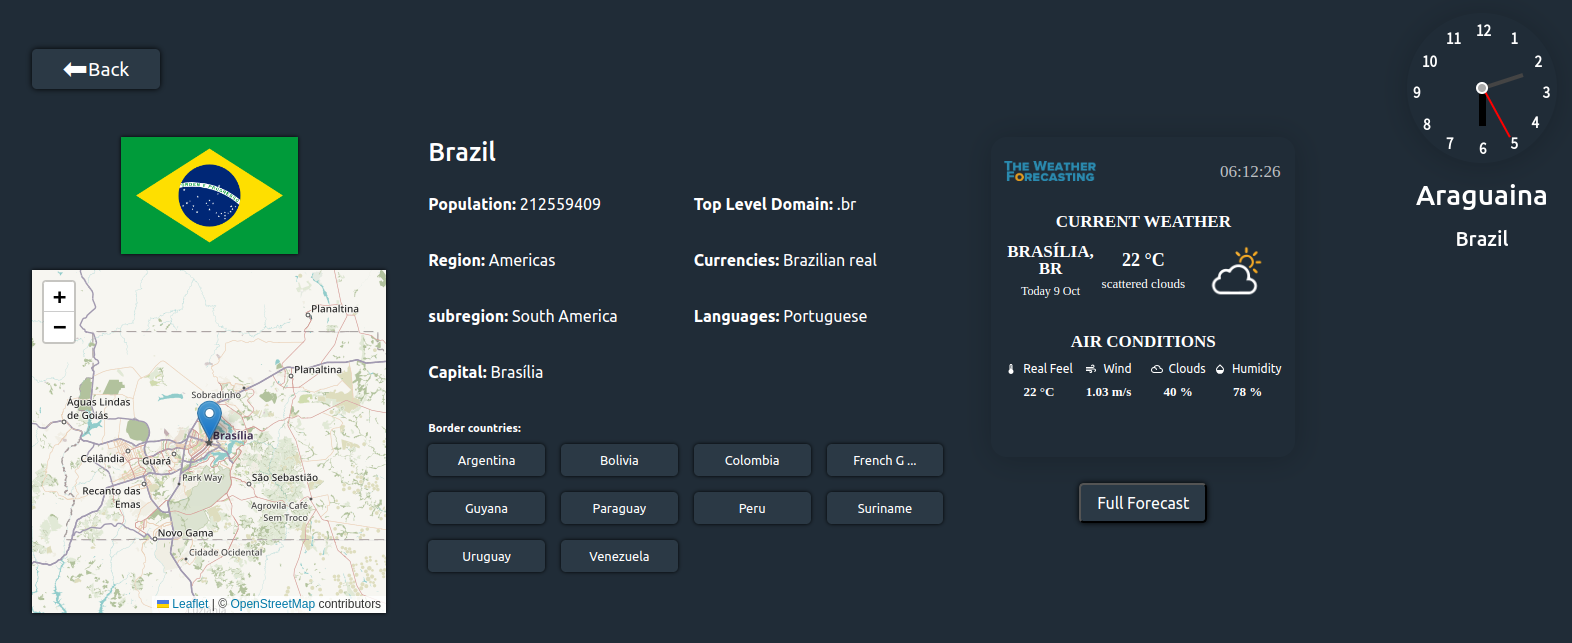 Back
Brazil
Population: 212559409
Region: Americas
subregion: South America
Capital: Brasília
Top Level Domain: .br
Currencies: Brazilian real
Languages: Portuguese
Border countries:
Argentina
Bolivia
Colombia
French G ...
Guyana
Paraguay
Peru
Suriname
Uruguay
Venezuela
+
−
Planaltina
Planaltina
Sobradinho
Águas Lindas
de Goiás
Brasília
Ceilândia
Guará
Park Way
São Sebastião
Recanto das
Emas
Agrovila Café
Sem Troco
Novo Gama
Cidade Ocidental
Leaflet | © OpenStreetMap contributors
THE WEATHER
FORECASTING
06:12:26
CURRENT WEATHER
BRASÍLIA,
BR
Today 9 Oct
22 °C
scattered clouds
AIR CONDITIONS
Real Feel
22 °C
Wind
1.03 m/s
Clouds
40 %
Humidity
78 %
Full Forecast
12
1
2
3
4
5
6
7
8
9
10
11
Araguaina
Brazil